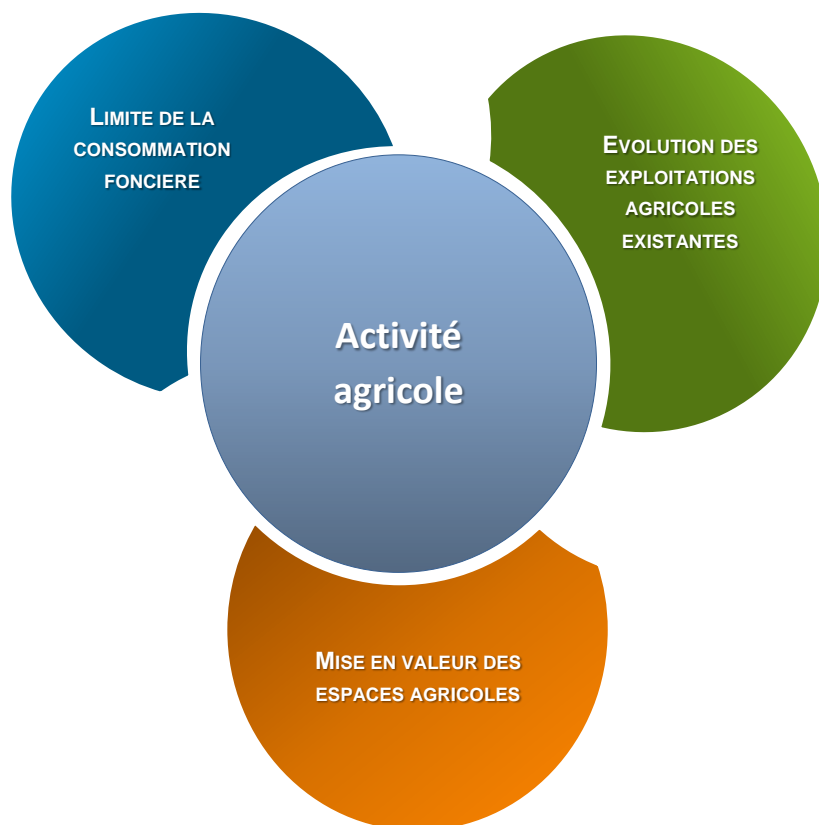 LIMITE DE LA
CONSOMMATION
FONCIERE
EVOLUTION DES
EXPLOITATIONS
AGRICOLES
EXISTANTES
Activité
agricole
MISE EN VALEUR DES
ESPACES AGRICOLES